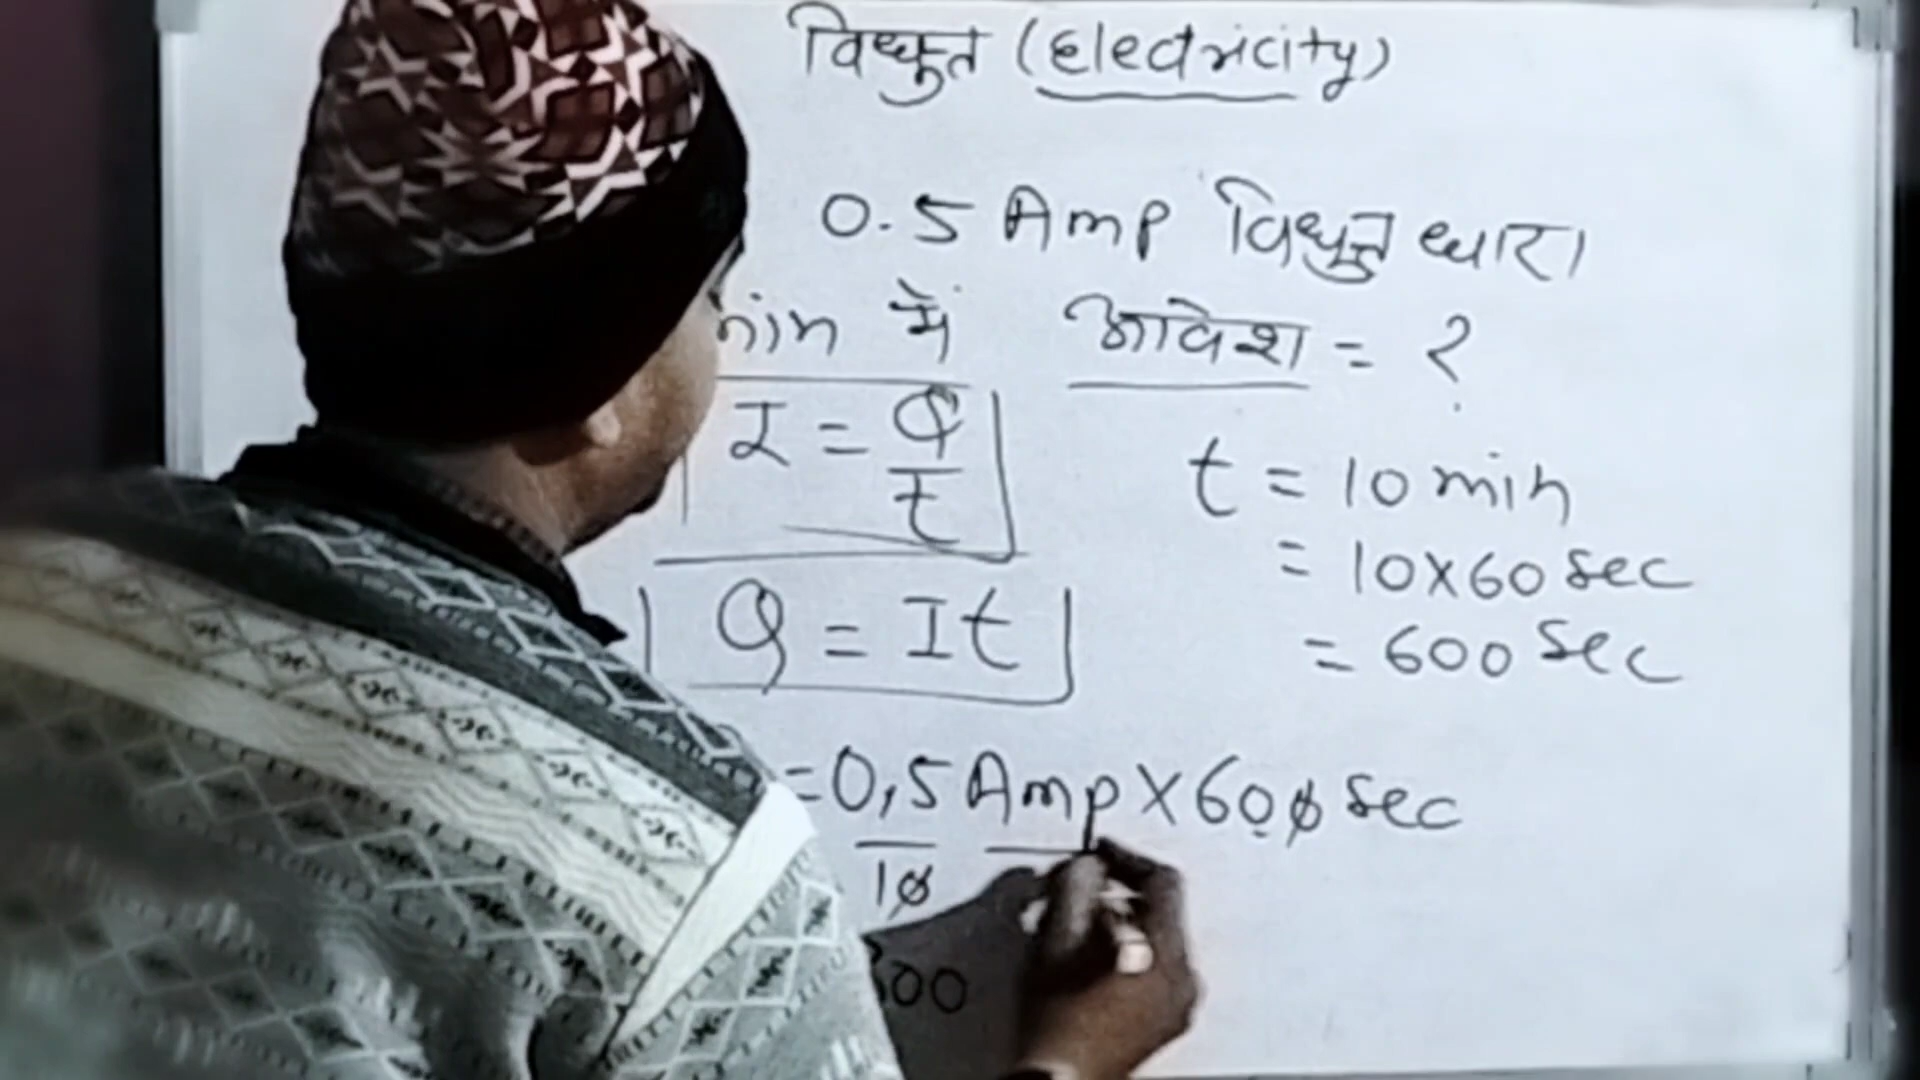 विधुत (Electricity)
0.5 Amp विधुत धारा
min में आवेश = ?
I = Q
t
t = 10 min
= 10x60 sec
= 600 sec
Q = It
=0.5 Amp x 600 sec
10
300